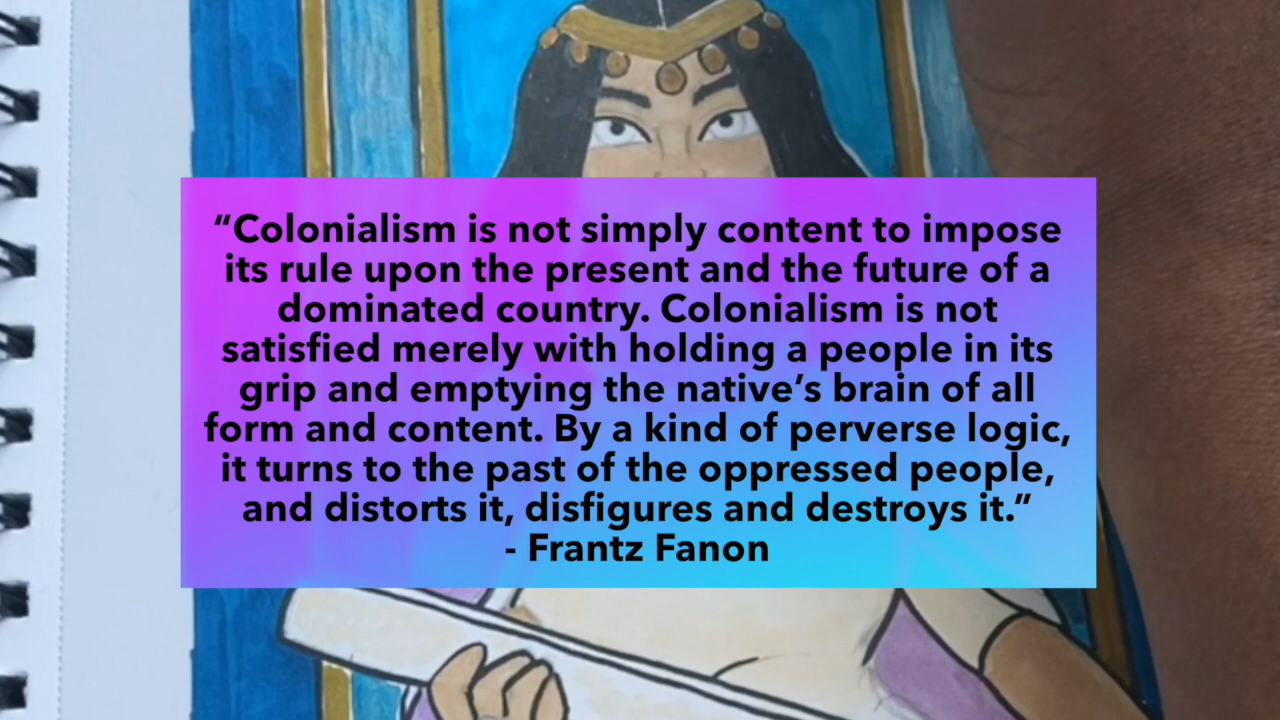 “Colonialism is not simply content to impose
its rule upon the present and the future of a
dominated country. Colonialism is not
satisfied merely with holding a people in its
grip and emptying the native’s brain of all
form and content. By a kind of perverse logic,
it turns to the past of the oppressed people,
and distorts it, disfigures and destroys it.”
- Frantz Fanon